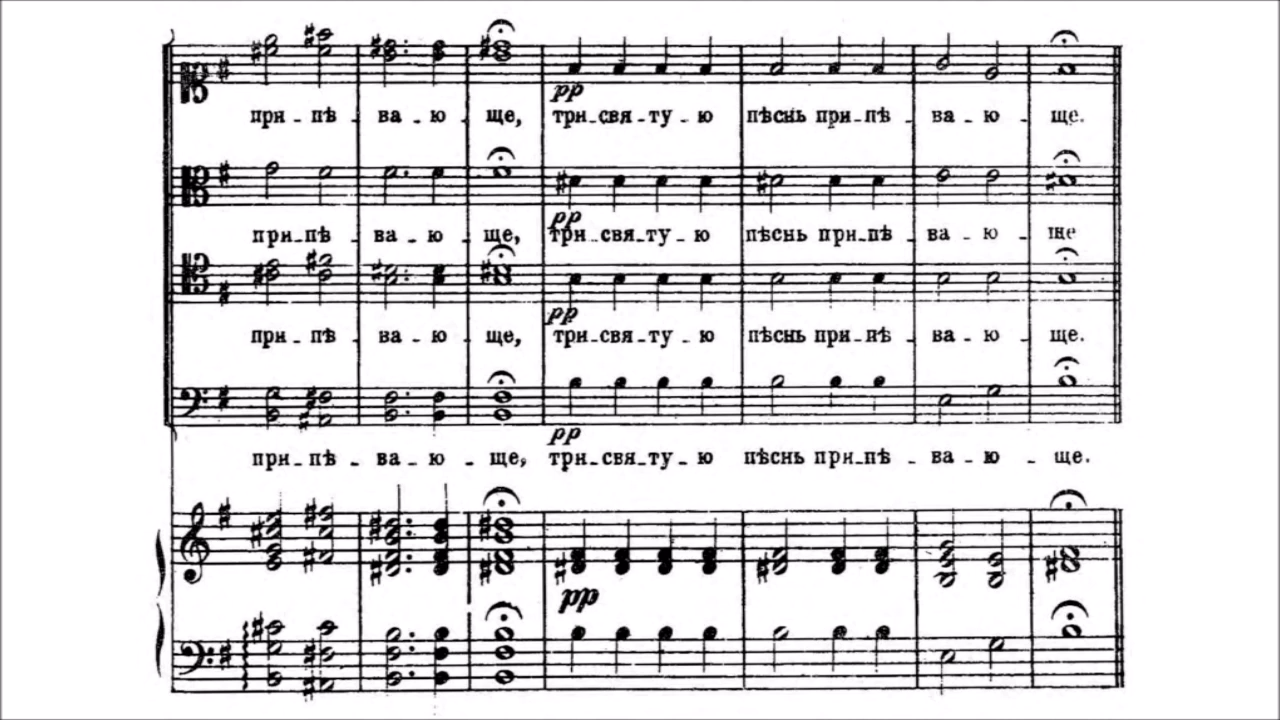 при - пѣ - ва - ю - ще, три-свя-ту - ю пѣснь при-пѣ - ва - ю - ще.
pp
при-пѣ - ва - ю - ще, три-свя-ту - ю пѣснь при-пѣ - ва - ю - ще
pp
при - пѣ - ва - ю - ще, три-свя-ту - ю пѣснь при-пѣ - ва - ю - ще.
pp
при - пѣ - ва - ю - ще, три-свя-ту - ю пѣснь при-пѣ - ва - ю - ще.
pp
pp